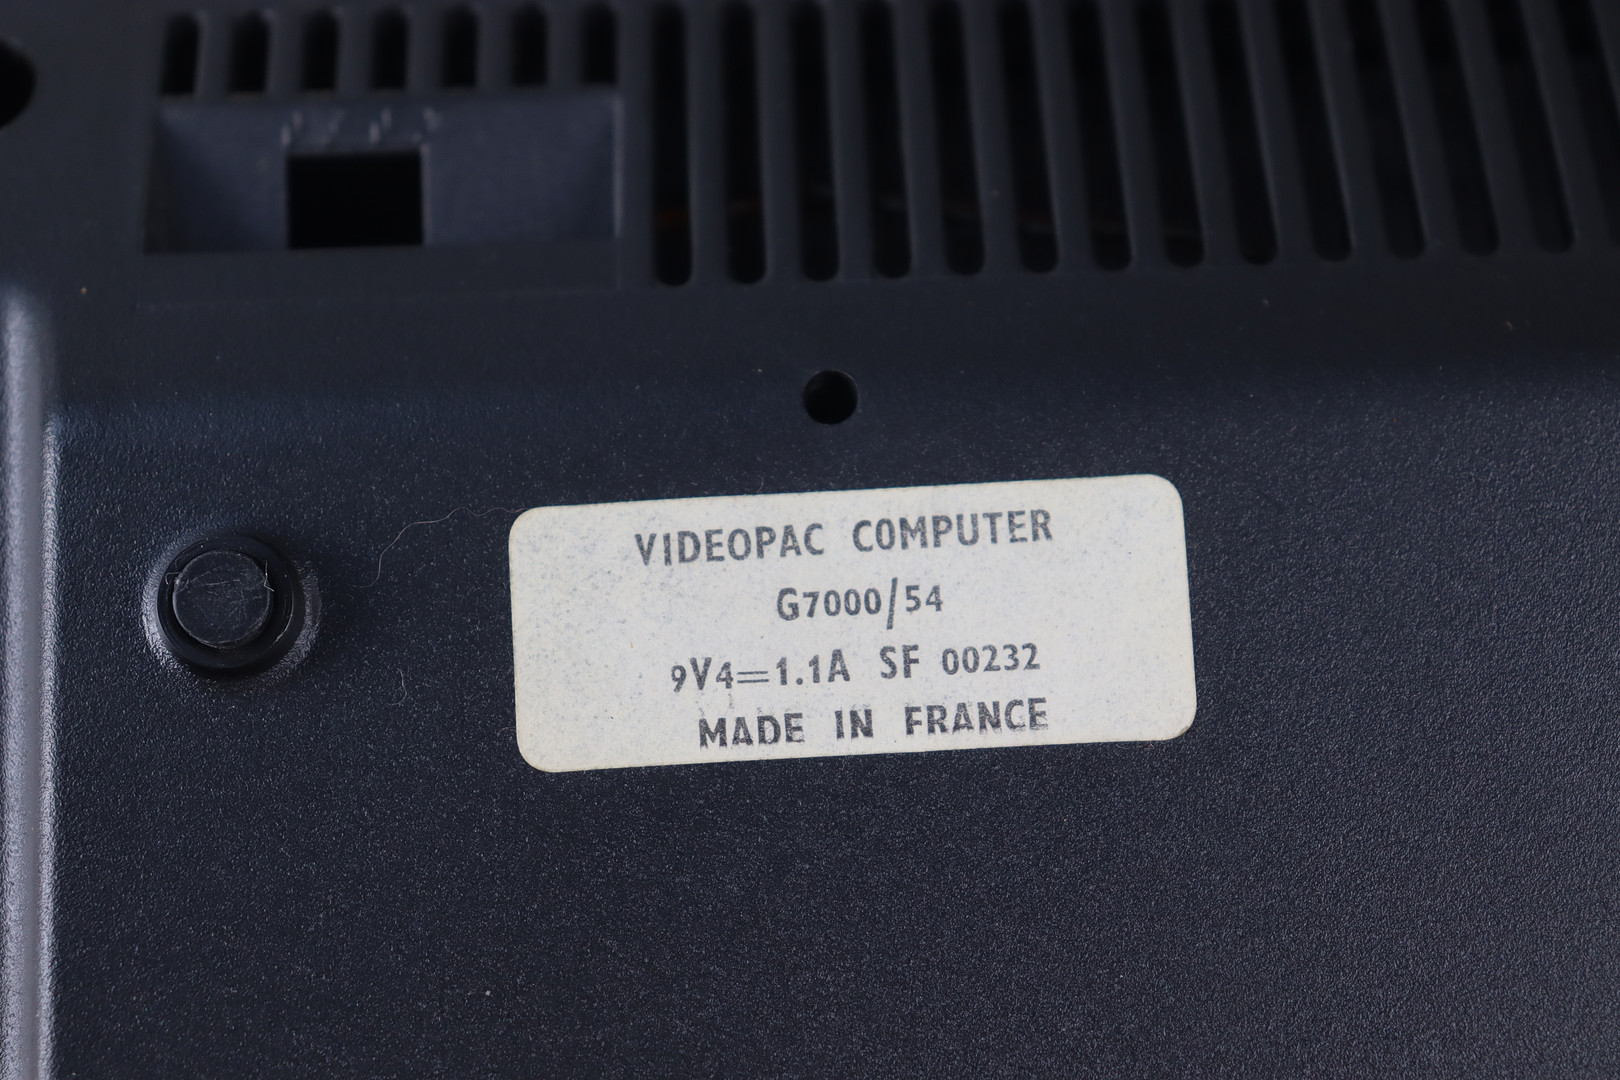 VIDEOPAC COMPUTER
G7000/54
9V4=1.1A SF 00232
MADE IN FRANCE